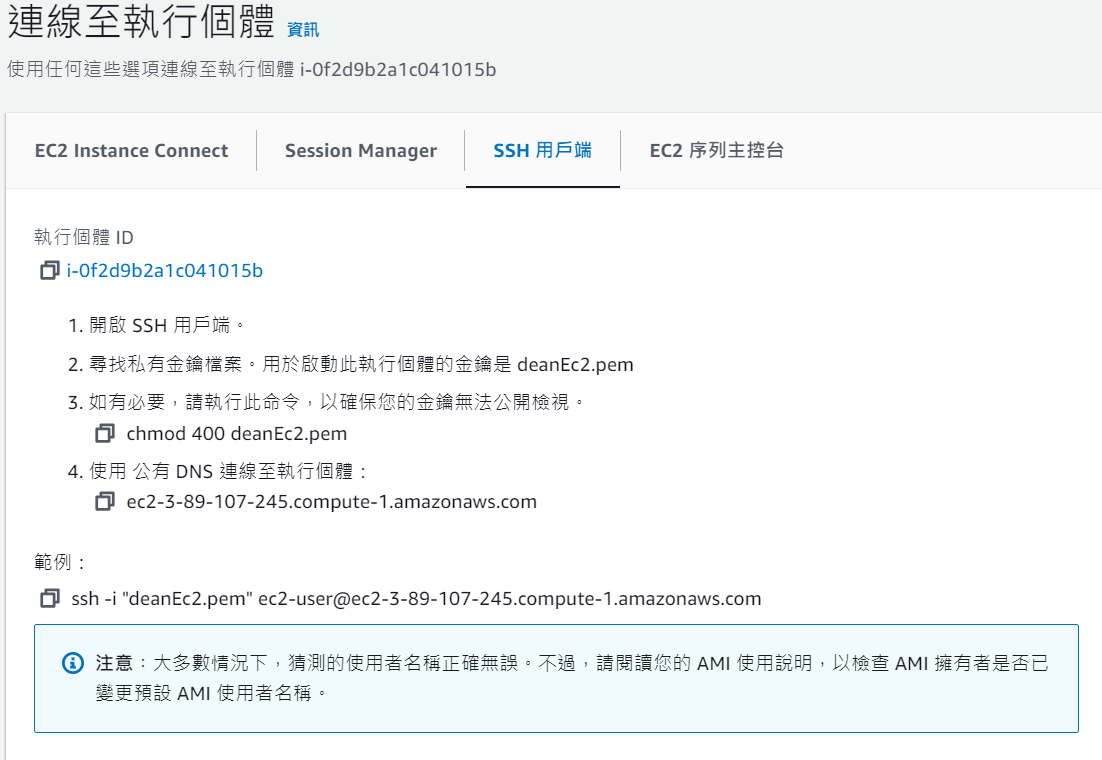 連線至執行個體 資訊
使用任何這些選項連線至執行個體 i-0f2d9b2a1c041015b
EC2 Instance Connect
Session Manager
SSH 用戶端
EC2 序列主控台
執行個體 ID
i-0f2d9b2a1c041015b
1. 開啟 SSH 用戶端。
2. 尋找私有金鑰檔案。用於啟動此執行個體的金鑰是 deanEc2.pem
3. 如有必要，請執行此命令，以確保您的金鑰無法公開檢視。
chmod 400 deanEc2.pem
4. 使用 公有 DNS 連線至執行個體：
ec2-3-89-107-245.compute-1.amazonaws.com
範例：
ssh -i "deanEc2.pem" ec2-user@ec2-3-89-107-245.compute-1.amazonaws.com
注意：大多數情況下，猜測的使用者名稱正確無誤。不過，請閱讀您的 AMI 使用說明，以檢查 AMI 擁有者是否已
變更預設 AMI 使用者名稱。